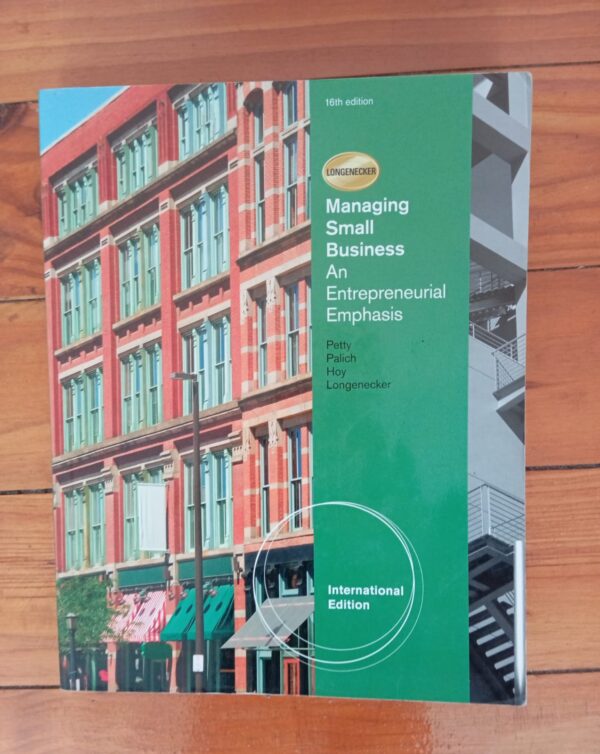 16th edition
LONGENECKER
Managing
Small
Business
An
Entrepreneurial
Emphasis
Petty
Palich
Hoy
Longenecker
International
Edition